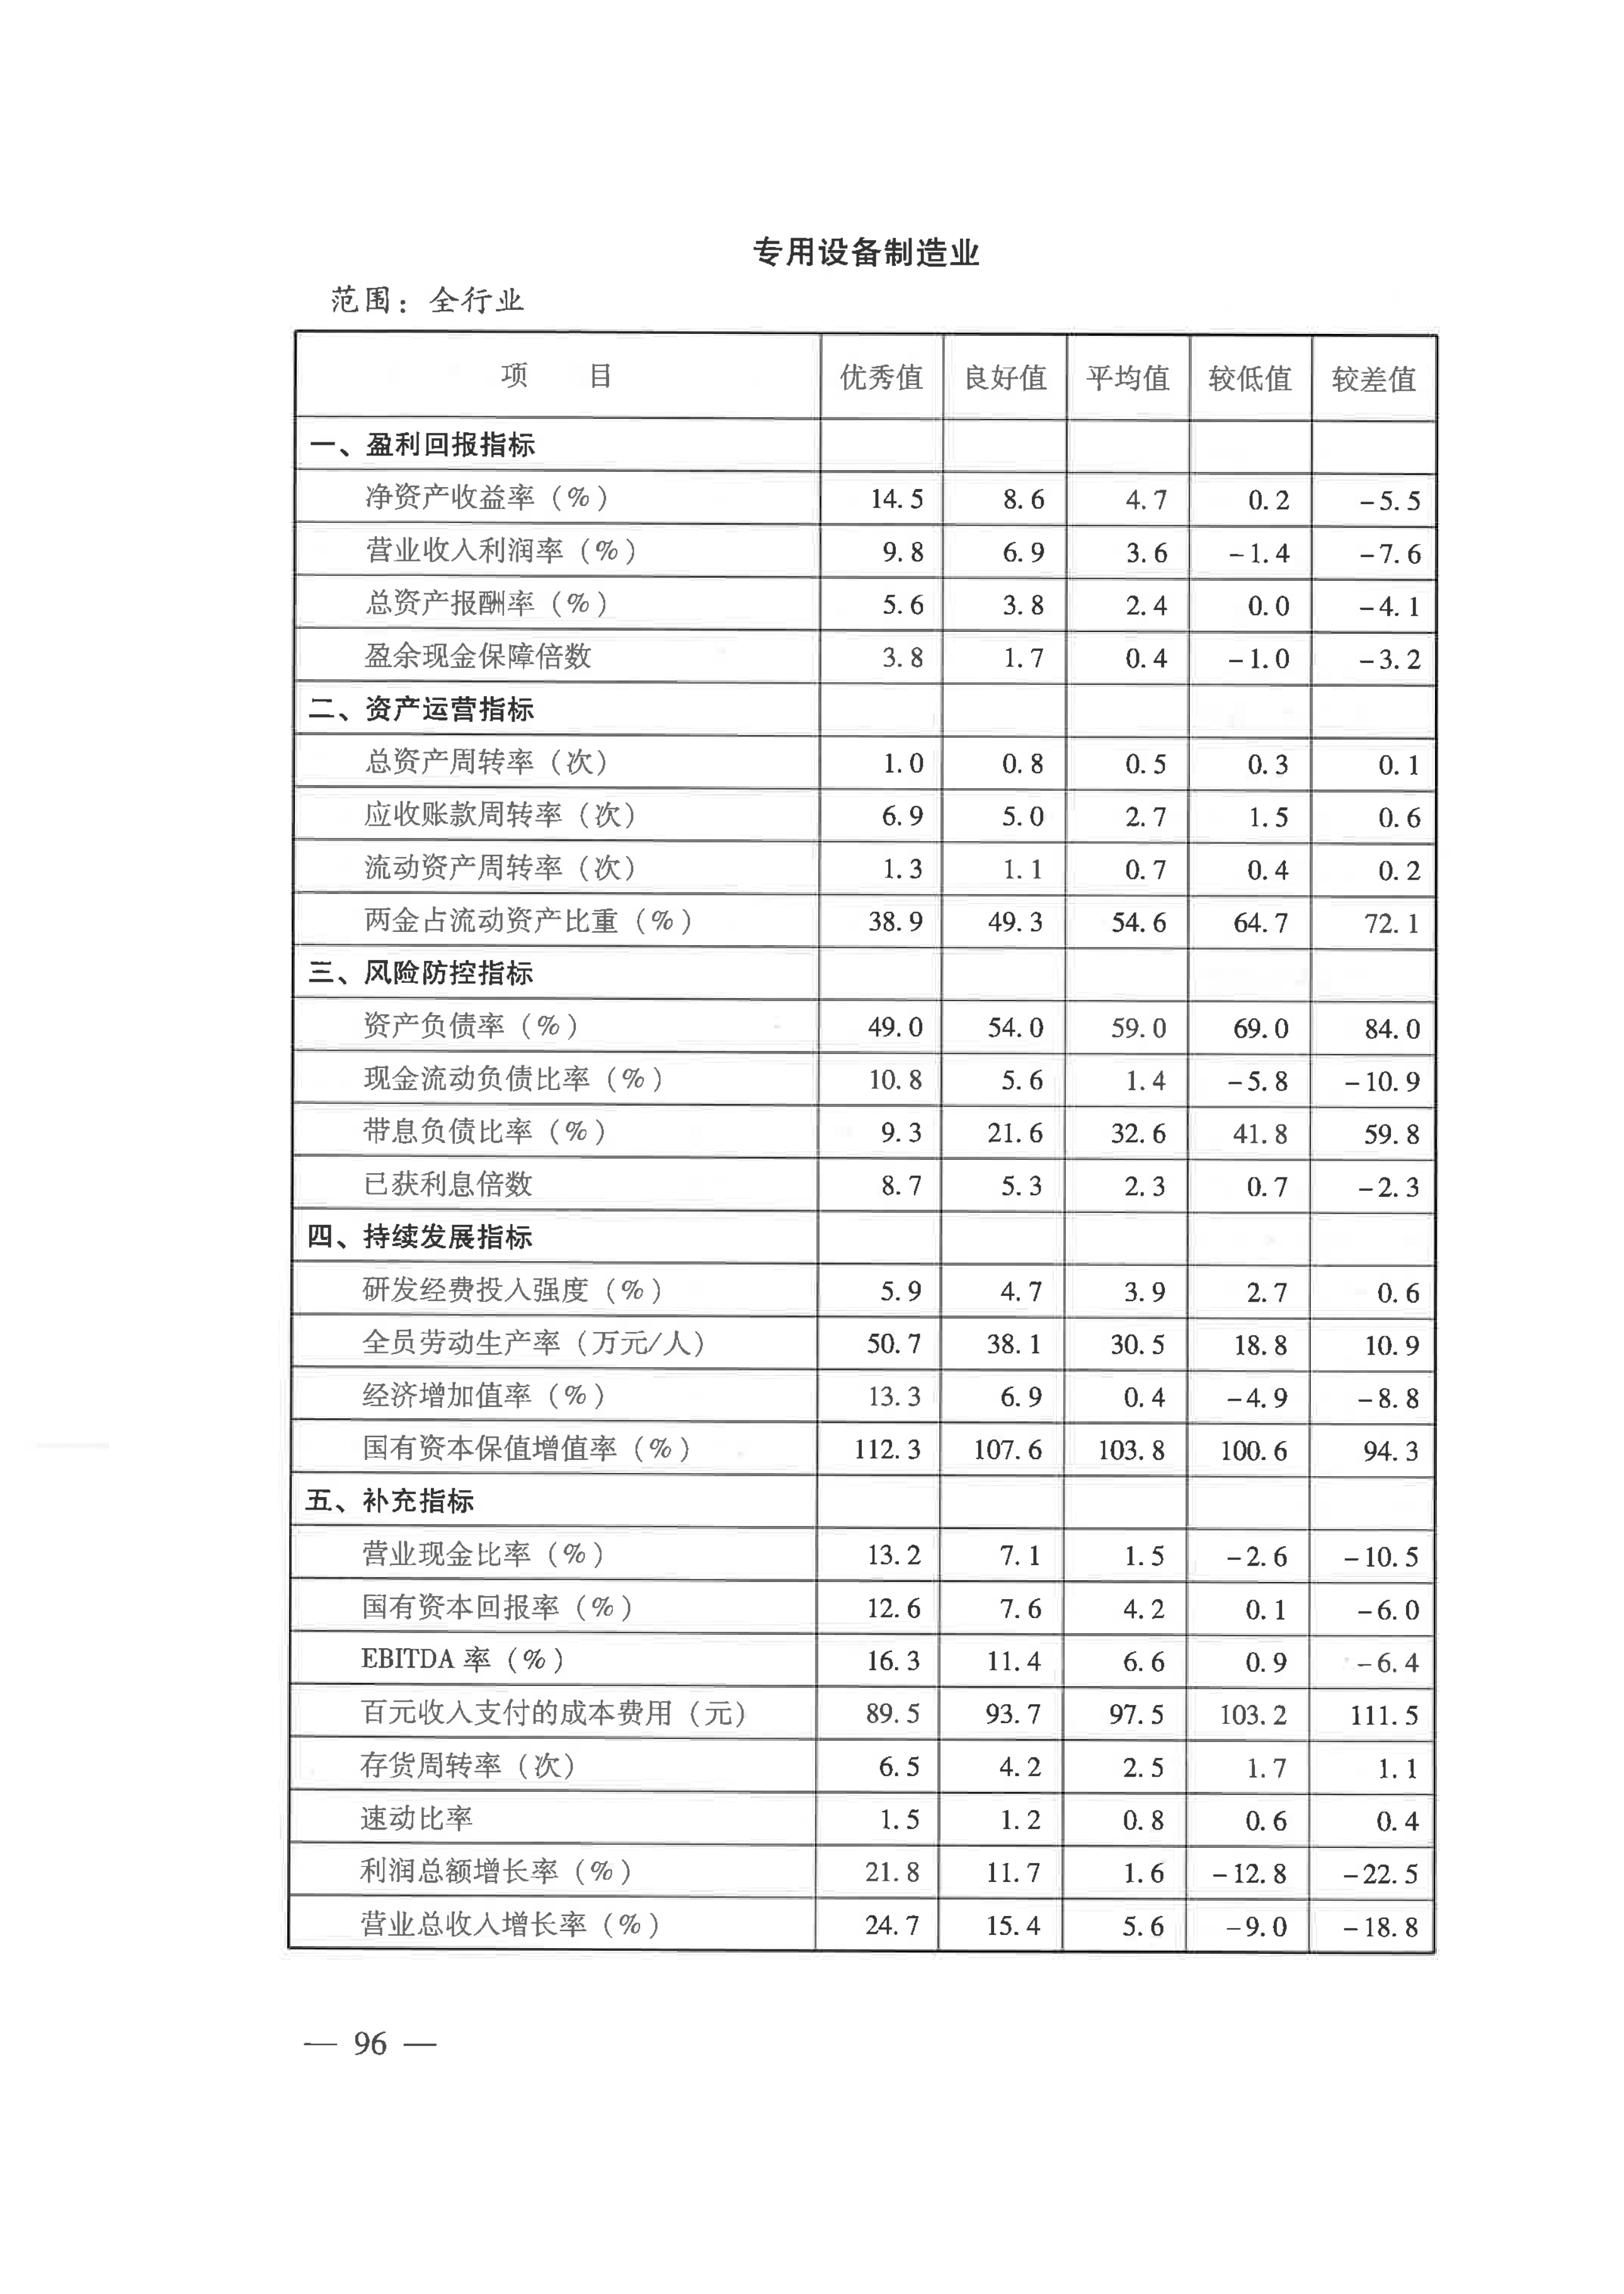 专用设备制造业
范围：全行业
项 目 优秀值 良好值 平均值 较低值 较差值
一、盈利回报指标
净资产收益率（%） 14.5 8.6 4.7 0.2 -5.5
营业收入利润率（%） 9.8 6.9 3.6 -1.4 -7.6
总资产报酬率（%） 5.6 3.8 2.4 0.0 -4.1
盈余现金保障倍数 3.8 1.7 0.4 -1.0 -3.2
二、资产运营指标
总资产周转率（次） 1.0 0.8 0.5 0.3 0.1
应收账款周转率（次） 6.9 5.0 2.7 1.5 0.6
流动资产周转率（次） 1.3 1.1 0.7 0.4 0.2
两金占流动资产比重（%） 38.9 49.3 54.6 64.7 72.1
三、风险防控指标
资产负债率（%） 49.0 54.0 59.0 69.0 84.0
现金流动负债比率（%） 10.8 5.6 1.4 -5.8 -10.9
带息负债比率（%） 9.3 21.6 32.6 41.8 59.8
已获利息倍数 8.7 5.3 2.3 0.7 -2.3
四、持续发展指标
研发经费投入强度（%） 5.9 4.7 3.9 2.7 0.6
全员劳动生产率（万元/人） 50.7 38.1 30.5 18.8 10.9
经济增加值率（%） 13.3 6.9 0.4 -4.9 -8.8
国有资本保值增值率（%） 112.3 107.6 103.8 100.6 94.3
五、补充指标
营业现金比率（%） 13.2 7.1 1.5 -2.6 -10.5
国有资本回报率（%） 12.6 7.6 4.2 0.1 -6.0
EBITDA 率（%） 16.3 11.4 6.6 0.9 -6.4
百元收入支付的成本费用（元） 89.5 93.7 97.5 103.2 111.5
存货周转率（次） 6.5 4.2 2.5 1.7 1.1
速动比率 1.5 1.2 0.8 0.6 0.4
利润总额增长率（%） 21.8 11.7 1.6 -12.8 -22.5
营业总收入增长率（%） 24.7 15.4 5.6 -9.0 -18.8
— 96 —